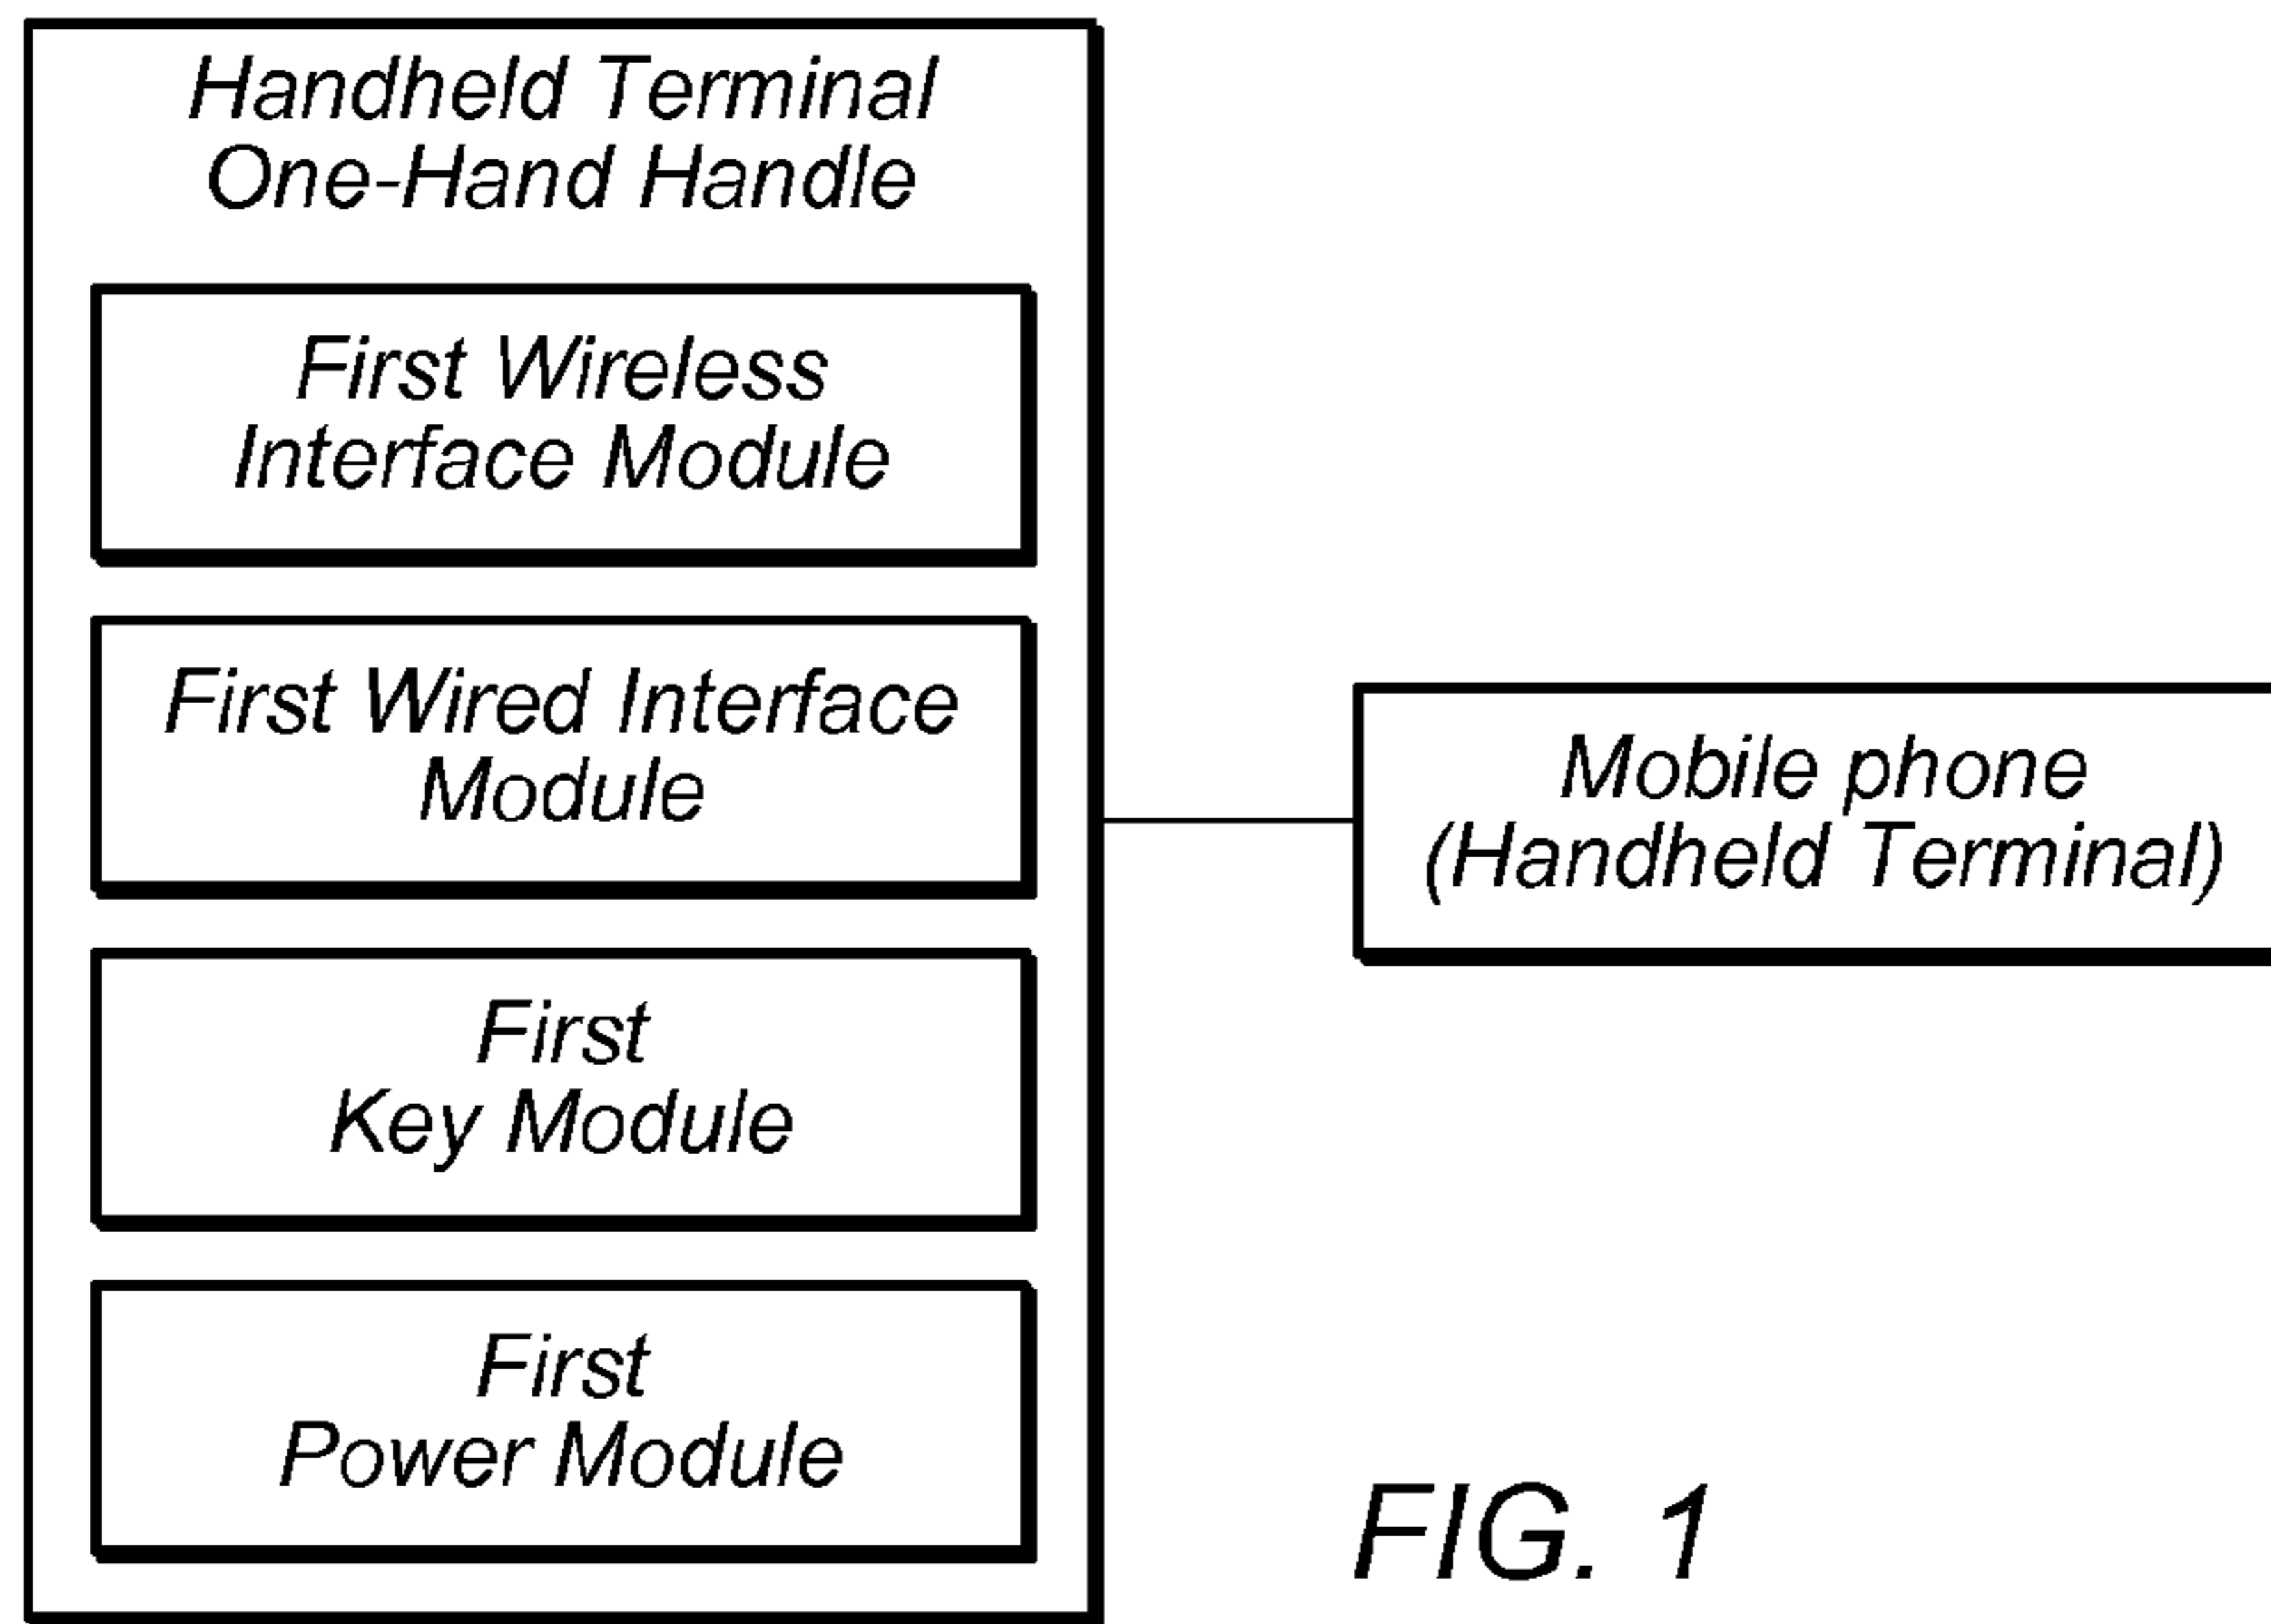 Handheld Terminal
One-Hand Handle
First Wireless
Interface Module
First Wired Interface
Module
First
Key Module
First
Power Module
Mobile phone
(Handheld Terminal)
FIG. 1